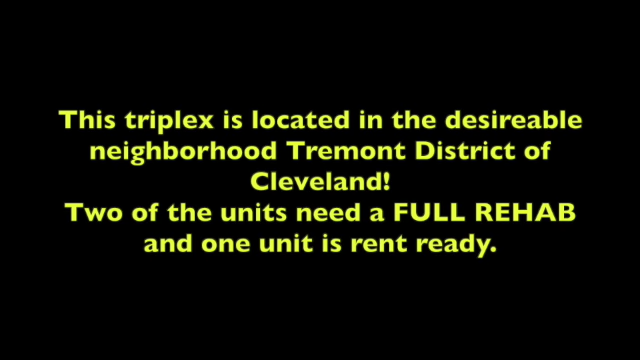 This triplex is located in the desireable
neighborhood Tremont District of
Cleveland!
Two of the units need a FULL REHAB
and one unit is rent ready.